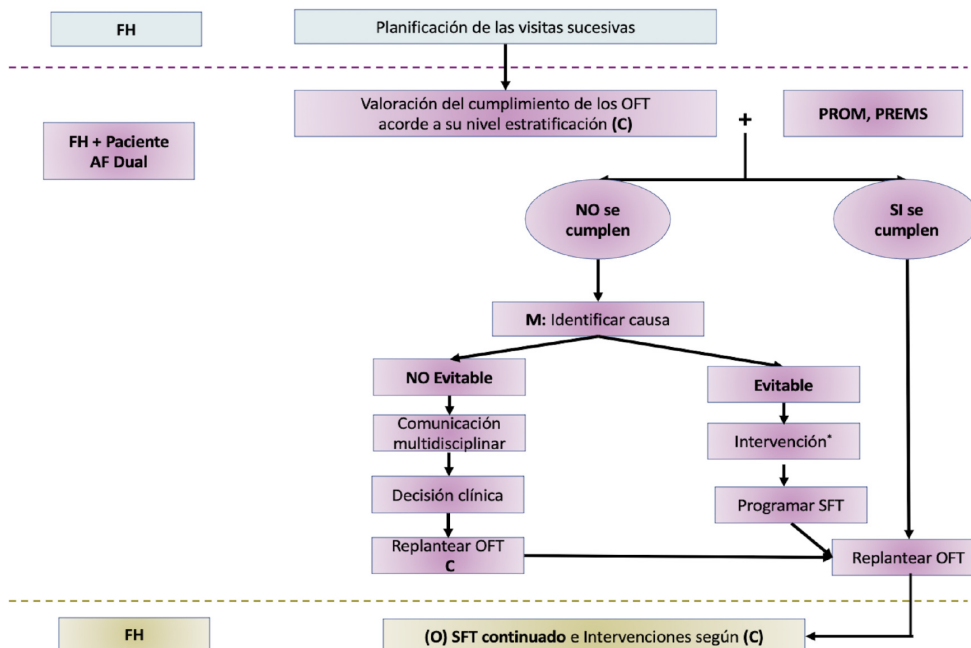 FH
Planificación de las visitas sucesivas
Valoración del cumplimiento de los OFT
acorde a su nivel estratificación (C)
+
PROM, PREMS
FH + Paciente
AF Dual
NO se
cumplen
SI se
cumplen
M: Identificar causa
NO Evitable
Evitable
Comunicación
multidisciplinar
Intervención*
Decisión clínica
Programar SFT
Replantear OFT
C
Replantear OFT
FH
(O) SFT continuado e Intervenciones según (C)